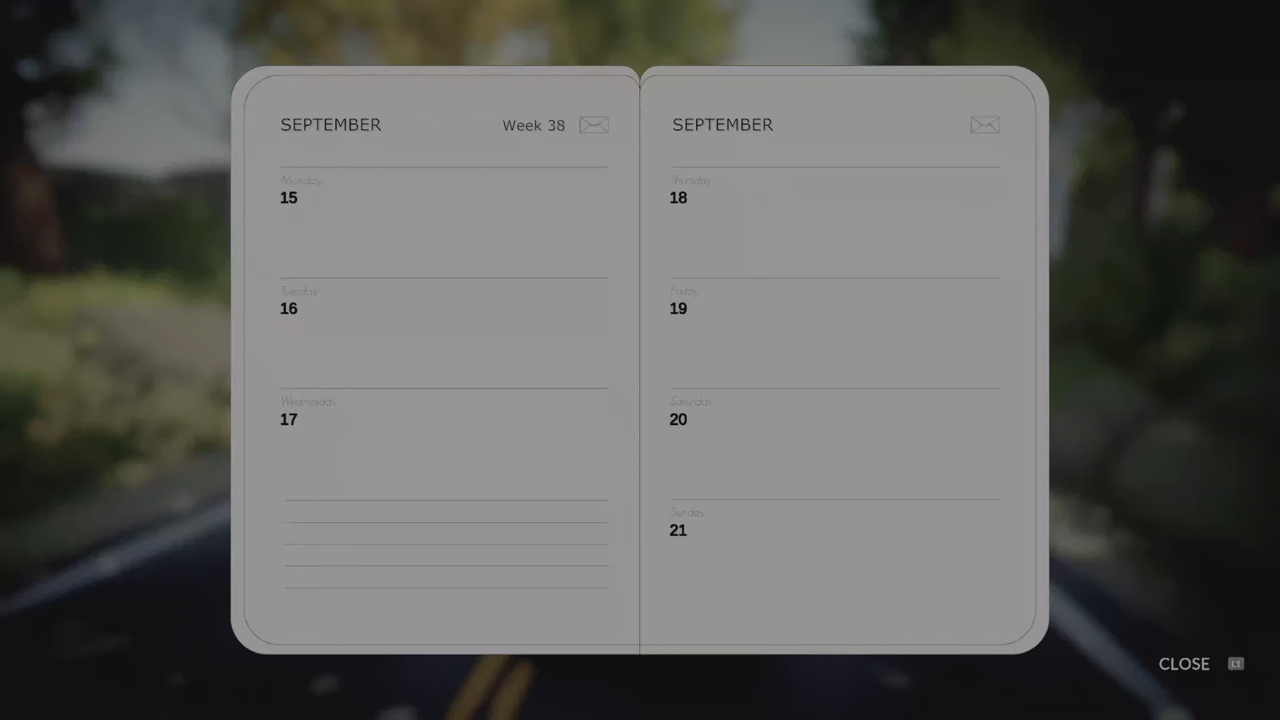 SEPTEMBER Week 38
Monday
15
Tuesday
16
Wednesday
17
SEPTEMBER
Thursday
18
Friday
19
Saturday
20
Sunday
21
CLOSE L1